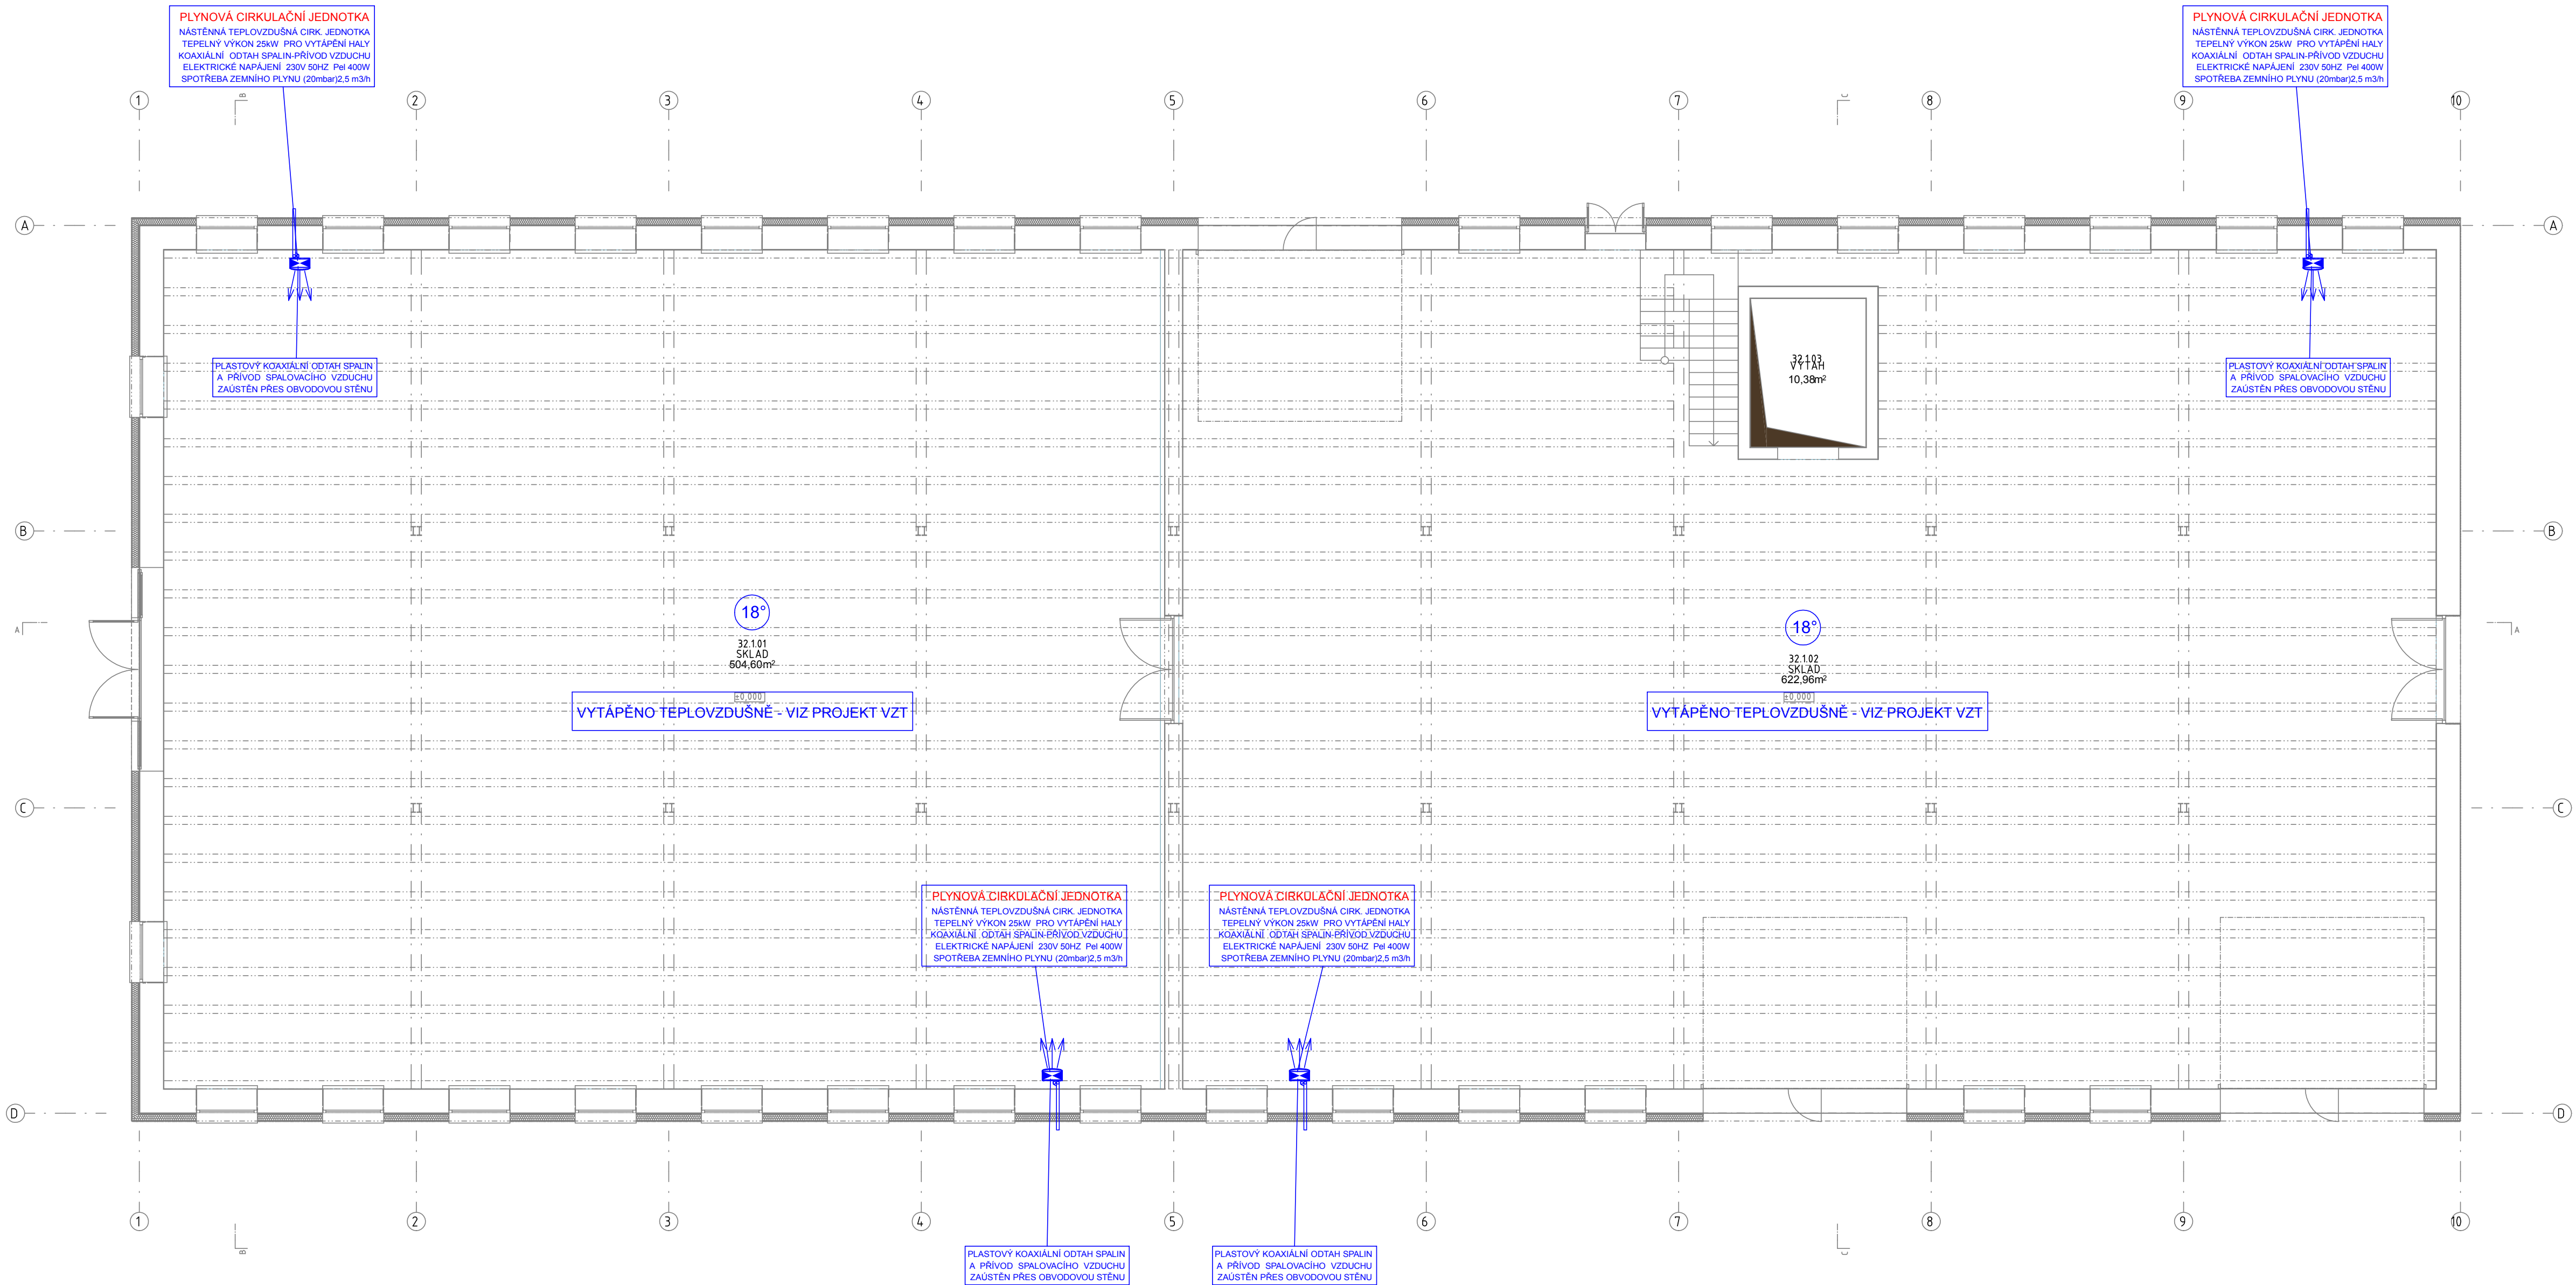 PLYNOVÁ CIRKULAČNÍ JEDNOTKA
NÁSTĚNNÁ TEPLOVZDUŠNÁ CIRK. JEDNOTKA
TEPELNÝ VÝKON 25kW PRO VYTÁPĚNÍ HALY
KOAXIÁLNÍ ODTAH SPALIN-PŘÍVOD VZDUCHU
ELEKTRICKÉ NAPÁJENÍ 230V 50HZ Pel 400W
SPOTŘEBA ZEMNÍHO PLYNU (20mbar)2,5 m3/h
PLYNOVÁ CIRKULAČNÍ JEDNOTKA
NÁSTĚNNÁ TEPLOVZDUŠNÁ CIRK. JEDNOTKA
TEPELNÝ VÝKON 25kW PRO VYTÁPĚNÍ HALY
KOAXIÁLNÍ ODTAH SPALIN-PŘÍVOD VZDUCHU
ELEKTRICKÉ NAPÁJENÍ 230V 50HZ Pel 400W
SPOTŘEBA ZEMNÍHO PLYNU (20mbar)2,5 m3/h
1
B
2
3
4
5
6
7
C
8
9
10
A
A
PLASTOVÝ KOAXIÁLNÍ ODTAH SPALIN
A PŘÍVOD SPALOVACÍHO VZDUCHU
ZAÚSTĚN PŘES OBVODOVOU STĚNU
32.1.03
VÝTAH
10,38m²
PLASTOVÝ KOAXIÁLNÍ ODTAH SPALIN
A PŘÍVOD SPALOVACÍHO VZDUCHU
ZAÚSTĚN PŘES OBVODOVOU STĚNU
B
B
A
A
18°
32.1.01
SKLAD
504,60m²
±0,000
VYTÁPĚNO TEPLOVZDUŠNĚ - VIZ PROJEKT VZT
18°
32.1.02
SKLAD
622,96m²
±0,000
VYTÁPĚNO TEPLOVZDUŠNĚ - VIZ PROJEKT VZT
C
C
PLYNOVÁ CIRKULAČNÍ JEDNOTKA
NÁSTĚNNÁ TEPLOVZDUŠNÁ CIRK. JEDNOTKA
TEPELNÝ VÝKON 25kW PRO VYTÁPĚNÍ HALY
KOAXIÁLNÍ ODTAH SPALIN-PŘÍVOD VZDUCHU
ELEKTRICKÉ NAPÁJENÍ 230V 50HZ Pel 400W
SPOTŘEBA ZEMNÍHO PLYNU (20mbar)2,5 m3/h
PLYNOVÁ CIRKULAČNÍ JEDNOTKA
NÁSTĚNNÁ TEPLOVZDUŠNÁ CIRK. JEDNOTKA
TEPELNÝ VÝKON 25kW PRO VYTÁPĚNÍ HALY
KOAXIÁLNÍ ODTAH SPALIN-PŘÍVOD VZDUCHU
ELEKTRICKÉ NAPÁJENÍ 230V 50HZ Pel 400W
SPOTŘEBA ZEMNÍHO PLYNU (20mbar)2,5 m3/h
D
D
1
2
3
4
5
6
7
8
9
10
B
C
PLASTOVÝ KOAXIÁLNÍ ODTAH SPALIN
A PŘÍVOD SPALOVACÍHO VZDUCHU
ZAÚSTĚN PŘES OBVODOVOU STĚNU
PLASTOVÝ KOAXIÁLNÍ ODTAH SPALIN
A PŘÍVOD SPALOVACÍHO VZDUCHU
ZAÚSTĚN PŘES OBVODOVOU STĚNU